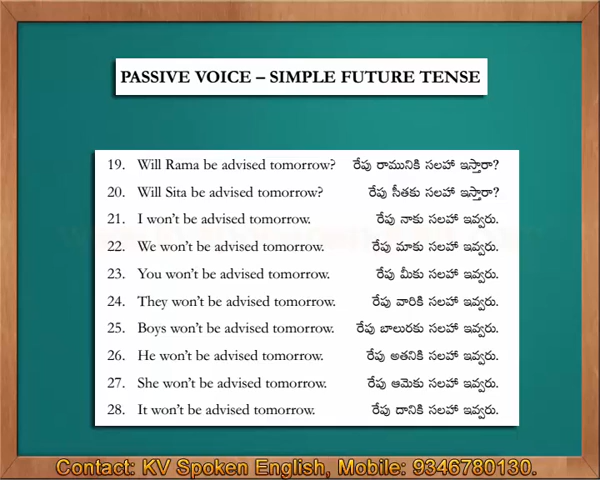 PASSIVE VOICE – SIMPLE FUTURE TENSE
19. Will Rama be advised tomorrow? రేపు రామునికి సలహా ఇస్తారా?
20. Will Sita be advised tomorrow? రేపు సీతకు సలహా ఇస్తారా?
21. I won't be advised tomorrow. రేపు నాకు సలహా ఇవ్వరు.
22. We won't be advised tomorrow. రేపు మాకు సలహా ఇవ్వరు.
23. You won't be advised tomorrow. రేపు మీకు సలహా ఇవ్వరు.
24. They won't be advised tomorrow. రేపు వారికి సలహా ఇవ్వరు.
25. Boys won't be advised tomorrow. రేపు బాలురకు సలహా ఇవ్వరు.
26. He won't be advised tomorrow. రేపు అతనికి సలహా ఇవ్వరు.
27. She won't be advised tomorrow. రేపు ఆమెకు సలహా ఇవ్వరు.
28. It won't be advised tomorrow. రేపు దానికి సలహా ఇవ్వరు.
Contact: KV Spoken English, Mobile: 9346780130.